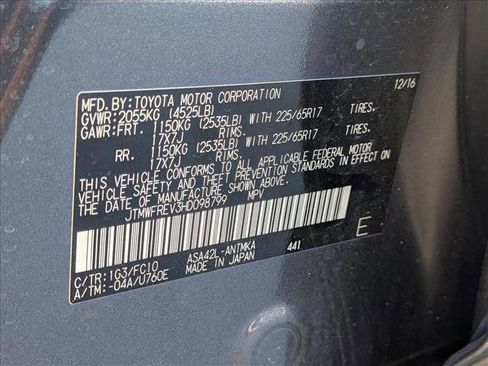 MFD. BY: TOYOTA MOTOR CORPORATION 12/16
GVWR: 2055KG (4525LB)
GAWR: FRT. 1150KG (2535LB) WITH 225/65R17 TIRES,
17X7J RIMS.
RR. 1150KG (2535LB) WITH 225/65R17 TIRES,
17X7J RIMS.
THIS VEHICLE CONFORMS TO ALL APPLICABLE FEDERAL MOTOR
VEHICLE SAFETY AND BUMPER STANDARDS IN EFFECT ON
THE DATE OF MANUFACTURE SHOWN ABOVE.
JTMWFREV3HD098799 MPV
E
C/TR: 1G3/FC10 ASA42L-ANTMKA 441
A/TM: -04A/U760E MADE IN JAPAN